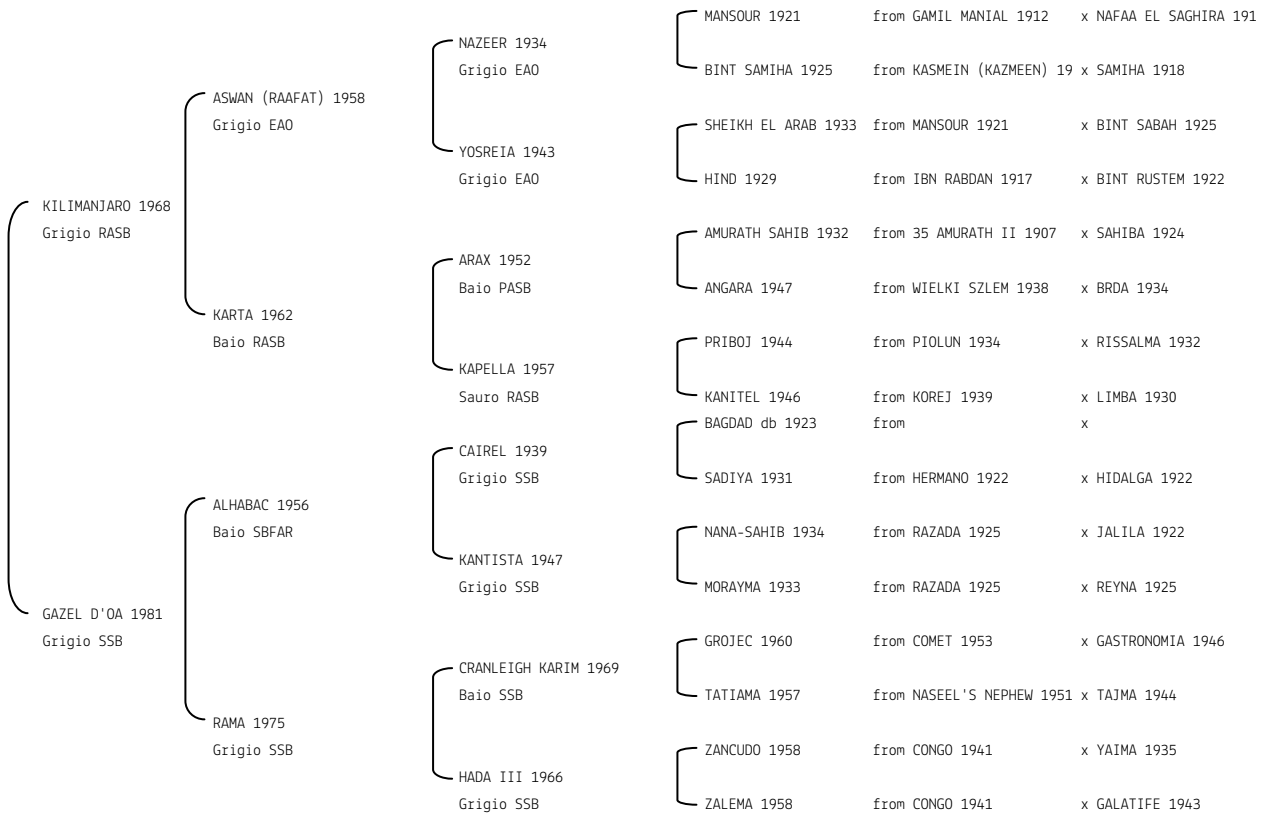 MANSOUR 1921 from GAMIL MANIAL 1912 x NAFAA EL SAGHIRA 191
NAZEER 1934
Grigio EAO
BINT SAMIHA 1925 from KASMEIN (KAZMEEN) 19 x SAMIHA 1918
ASWAN (RAAFAT) 1958
Grigio EAO
SHEIKH EL ARAB 1933 from MANSOUR 1921 x BINT SABAH 1925
YOSREIA 1943
Grigio EAO
HIND 1929 from IBN RABDAN 1917 x BINT RUSTEM 1922
KILIMANJARO 1968
Grigio RASB
AMURATH SAHIB 1932 from 35 AMURATH II 1907 x SAHIBA 1924
ARAX 1952
Baio PASB
ANGARA 1947 from WIELKI SZLEM 1938 x BRDA 1934
KARTA 1962
Baio RASB
PRIBOJ 1944 from PIOLUN 1934 x RISSALMA 1932
KAPELLA 1957
Sauro RASB
KANITEL 1946 from KOREJ 1939 x LIMBA 1930
BAGDAD db 1923 from x
CAIREL 1939
Grigio SSB
SADIYA 1931 from HERMANO 1922 x HIDALGA 1922
ALHABAC 1956
Baio SBFAR
NANA-SAHIB 1934 from RAZADA 1925 x JALILA 1922
KANTISTA 1947
Grigio SSB
MORAYMA 1933 from RAZADA 1925 x REYNA 1925
GAZEL D'OA 1981
Grigio SSB
GROJEC 1960 from COMET 1953 x GASTRONOMIA 1946
CRANLEIGH KARIM 1969
Baio SSB
TATIAMA 1957 from NASEEL'S NEPHEW 1951 x TAJMA 1944
RAMA 1975
Grigio SSB
ZANCUDO 1958 from CONGO 1941 x YAIMA 1935
HADA III 1966
Grigio SSB
ZALEMA 1958 from CONGO 1941 x GALATIFE 1943